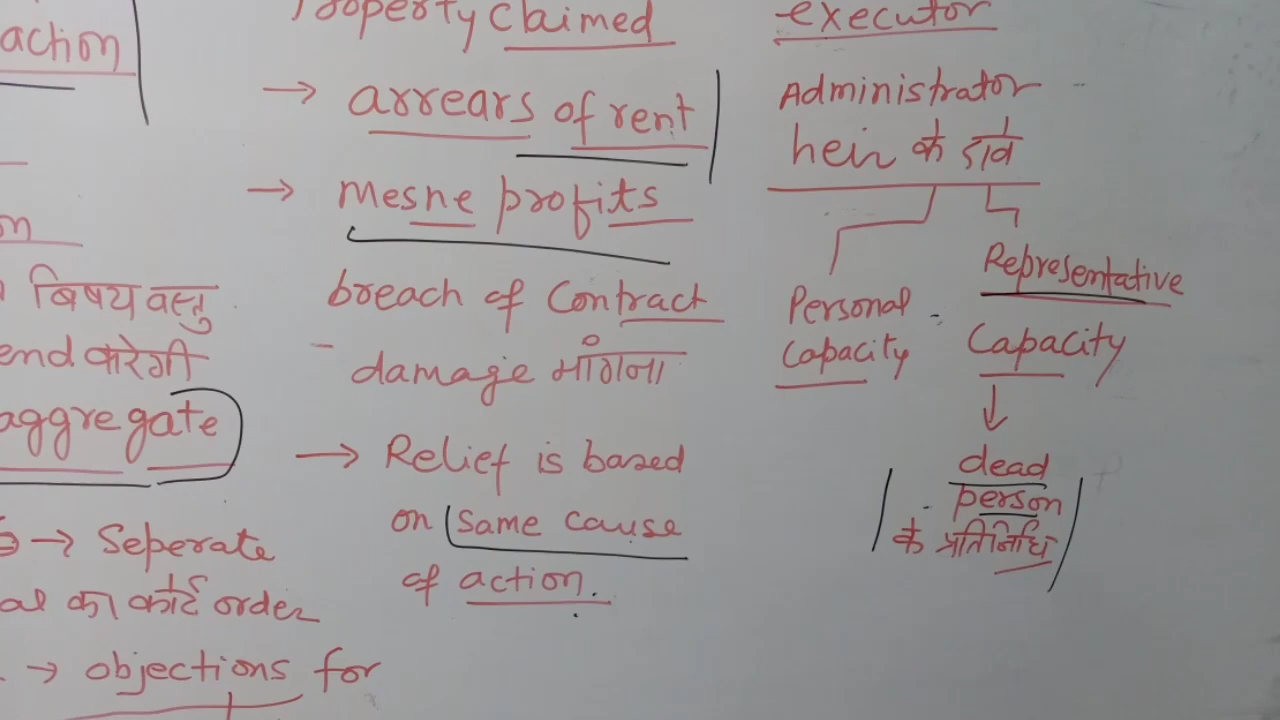 action
on
विषय वस्तु
end करेगी
aggregate
→ Seperate
al का कोर्ट order
→ objections for
Property Claimed
→ arrears of rent
→ Mesne profits
breach of Contract
damage मांगना
→ Relief is based
on same cause
of action.
executor
Administrator
heir के दावे
Personal
Capacity
Representative
Capacity
↓
dead
person
के प्रतिनिधि